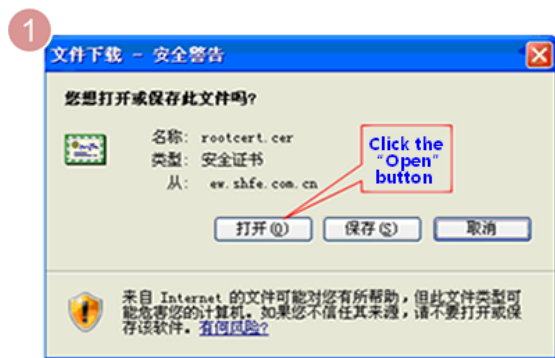 1
文件下载 - 安全警告
您想打开或保存此文件吗?
名称: rootcert.cer
类型: 安全证书
从: ew.shfe.com.cn
Click the
"Open"
button
打开(O) 保存(S) 取消
来自 Internet 的文件可能对您有所帮助，但此文件类型可
能危害您的计算机。如果您不信任其来源，请不要打开或保
存该软件。有何风险?